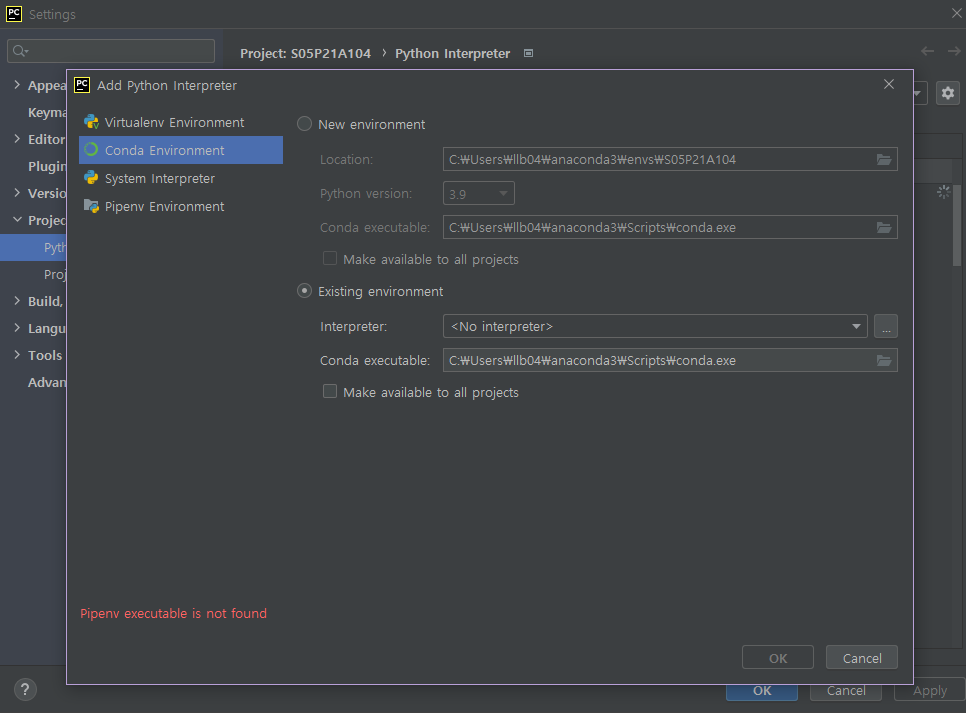 PC Settings
Project: S05P21A104 › Python Interpreter
Appea
Keyma
Editor
Plugin
Versio
Projec
Pyth
Proj
Build,
Langu
Tools
Advan
PC Add Python Interpreter
Virtualenv Environment
Conda Environment
System Interpreter
Pipenv Environment
New environment
Location: C:₩Users₩llb04₩anaconda3₩envs₩S05P21A104
Python version: 3.9
Conda executable: C:₩Users₩llb04₩anaconda3₩Scripts₩conda.exe
Make available to all projects
Existing environment
Interpreter: <No interpreter> ...
Conda executable: C:₩Users₩llb04₩anaconda3₩Scripts₩conda.exe
Make available to all projects
Pipenv executable is not found
OK Cancel
? OK Cancel Apply